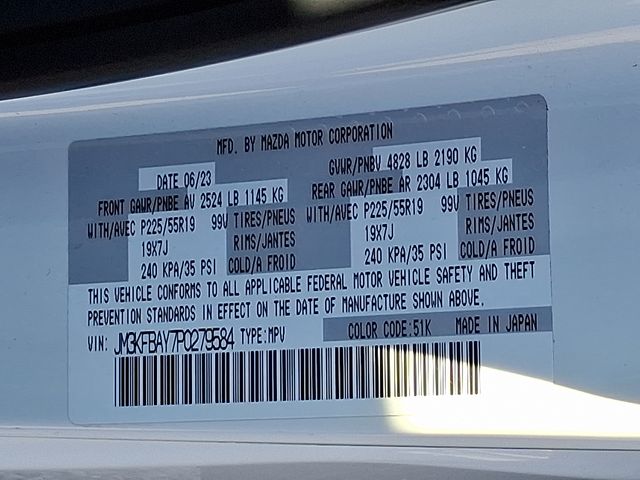 MFD. BY MAZDA MOTOR CORPORATION
DATE 06/23 GVWR/PNBV 4828 LB 2190 KG
FRONT GAWR/PNBE AV 2524 LB 1145 KG REAR GAWR/PNBE AR 2304 LB 1045 KG
WITH/AVEC P225/55R19 99V TIRES/PNEUS WITH/AVEC P225/55R19 99V TIRES/PNEUS
19X7J RIMS/JANTES 19X7J RIMS/JANTES
240 KPA/35 PSI COLD/A FROID 240 KPA/35 PSI COLD/A FROID
THIS VEHICLE CONFORMS TO ALL APPLICABLE FEDERAL MOTOR VEHICLE SAFETY AND THEFT
PREVENTION STANDARDS IN EFFECT ON THE DATE OF MANUFACTURE SHOWN ABOVE.
VIN: JM3KFBAY7P0279584 TYPE:MPV COLOR CODE:51K MADE IN JAPAN